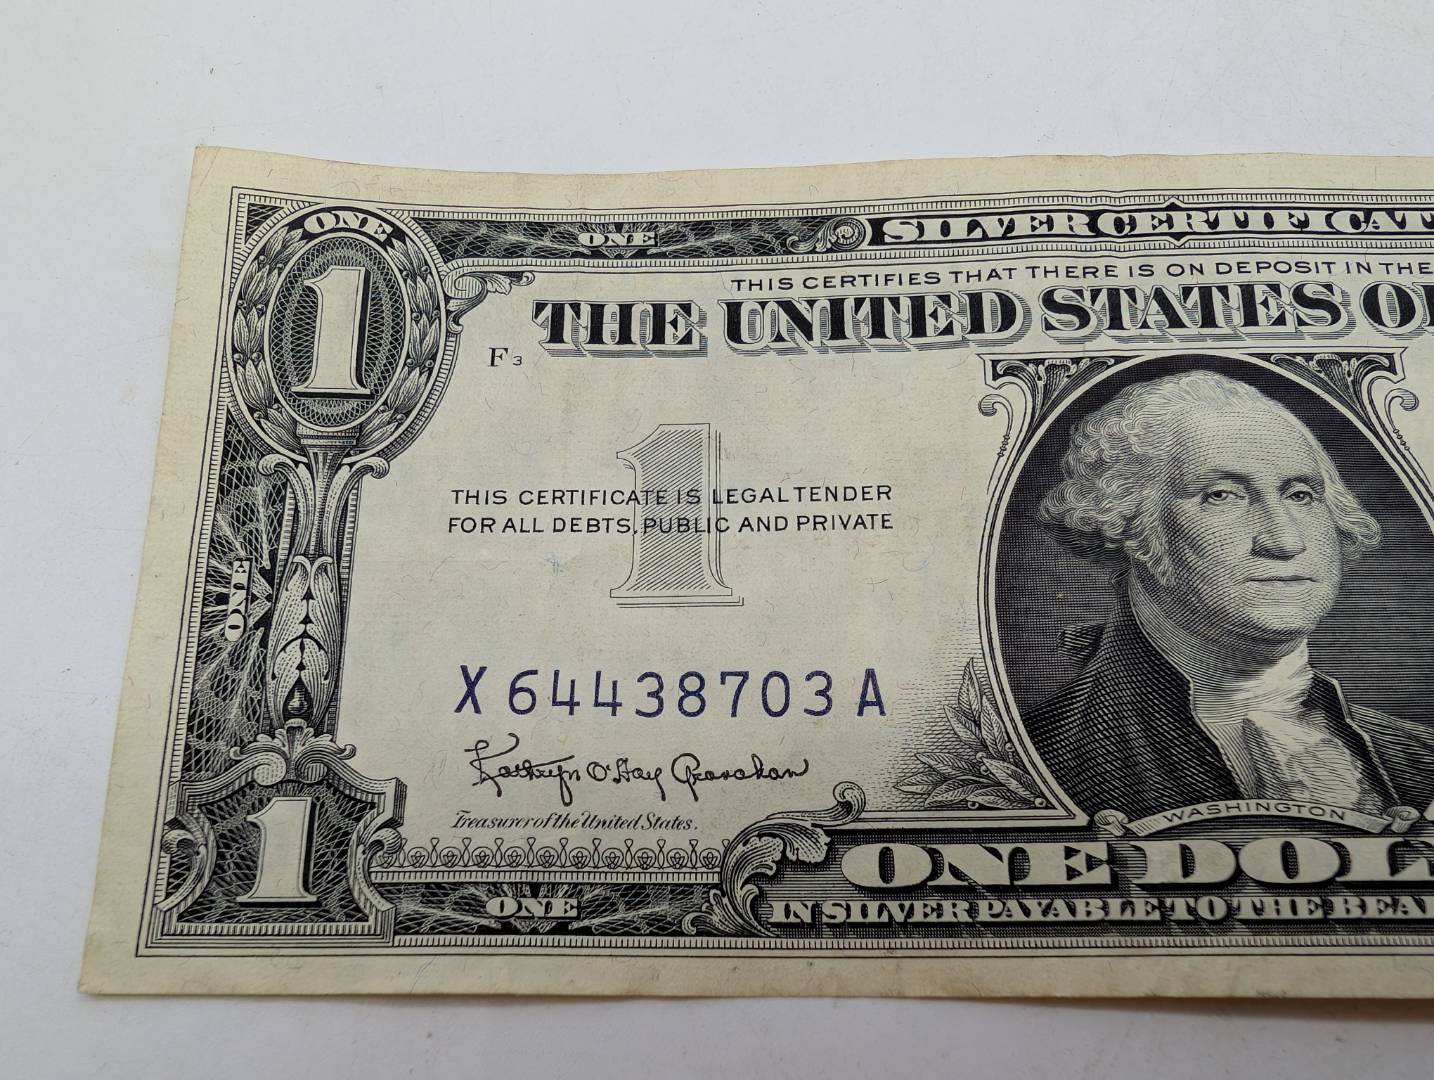 ONE
1
ONE
SILVER CERTIFICAT
THIS CERTIFIES THAT THERE IS ON DEPOSIT IN THE
THE UNITED STATES O
F 3
1
THIS CERTIFICATE IS LEGAL TENDER
FOR ALL DEBTS, PUBLIC AND PRIVATE
ONE
X 64438703 A
Kathryn O'Hay Granahan
Treasurer of the United States.
WASHINGTON
1
ONE DOL
ONE
IN SILVER PAYABLE TO THE BEA